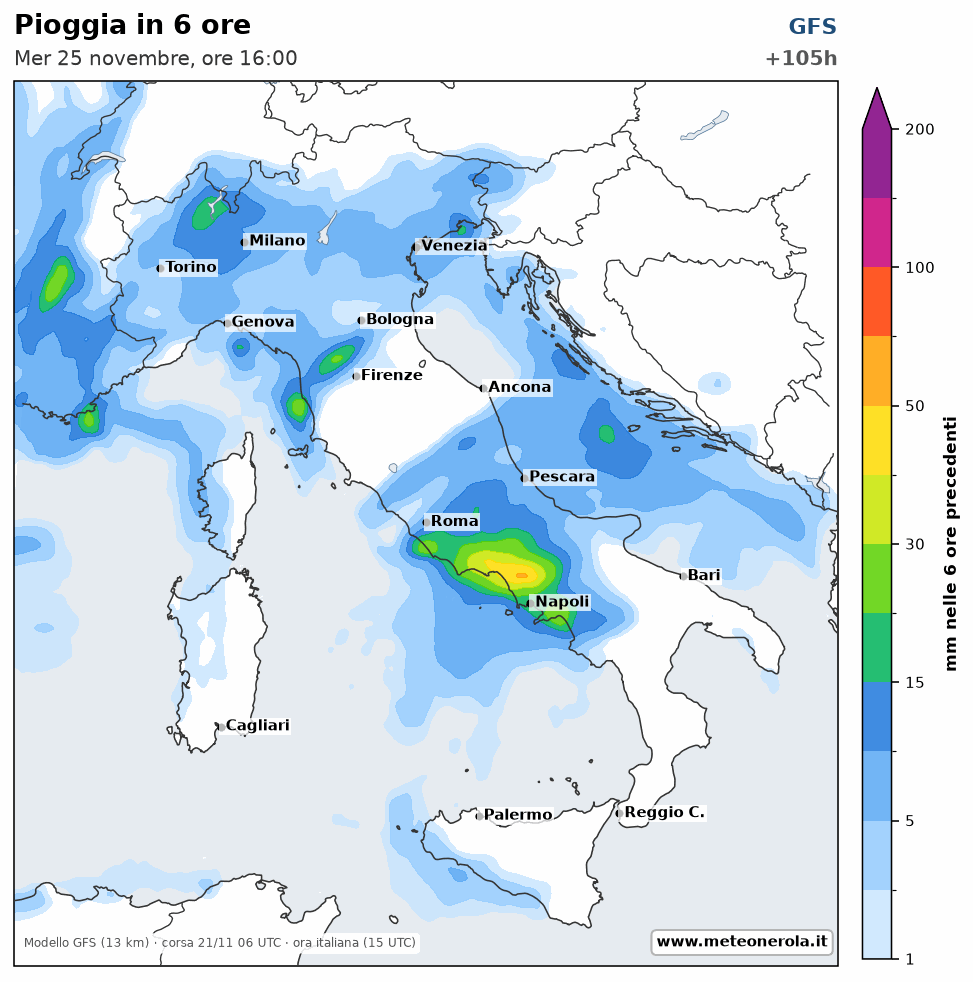 Pioggia in 6 ore
GFS
Mer 25 novembre, ore 16:00
+105h
200
100
50
30
15
5
1
mm nelle 6 ore precedenti
Milano
Venezia
Torino
Genova
Bologna
Firenze
Ancona
Pescara
Roma
Bari
Napoli
Cagliari
Palermo
Reggio C.
Modello GFS (13 km) · corsa 21/11 06 UTC · ora italiana (15 UTC)
www.meteonerola.it